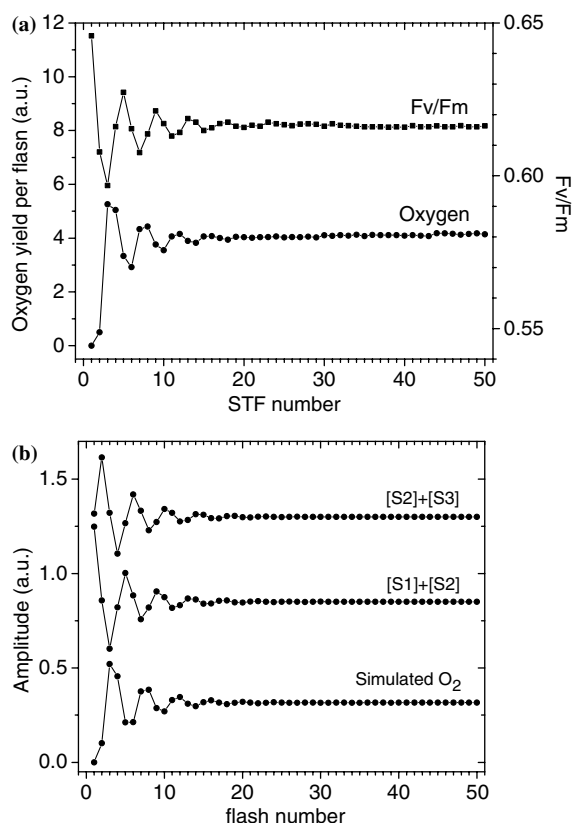 (a)
12
10
8
6
4
2
0
Oxygen yield per flasn (a.u.)
0.65
0.60
0.55
Fv/Fm
Fv/Fm
Oxygen
0 10 20 30 40 50
STF number
(b)
1.5
1.0
0.5
0.0
Amplitude (a.u.)
[S2]+[S3]
[S1]+[S2]
Simulated O2
0 10 20 30 40 50
flash number